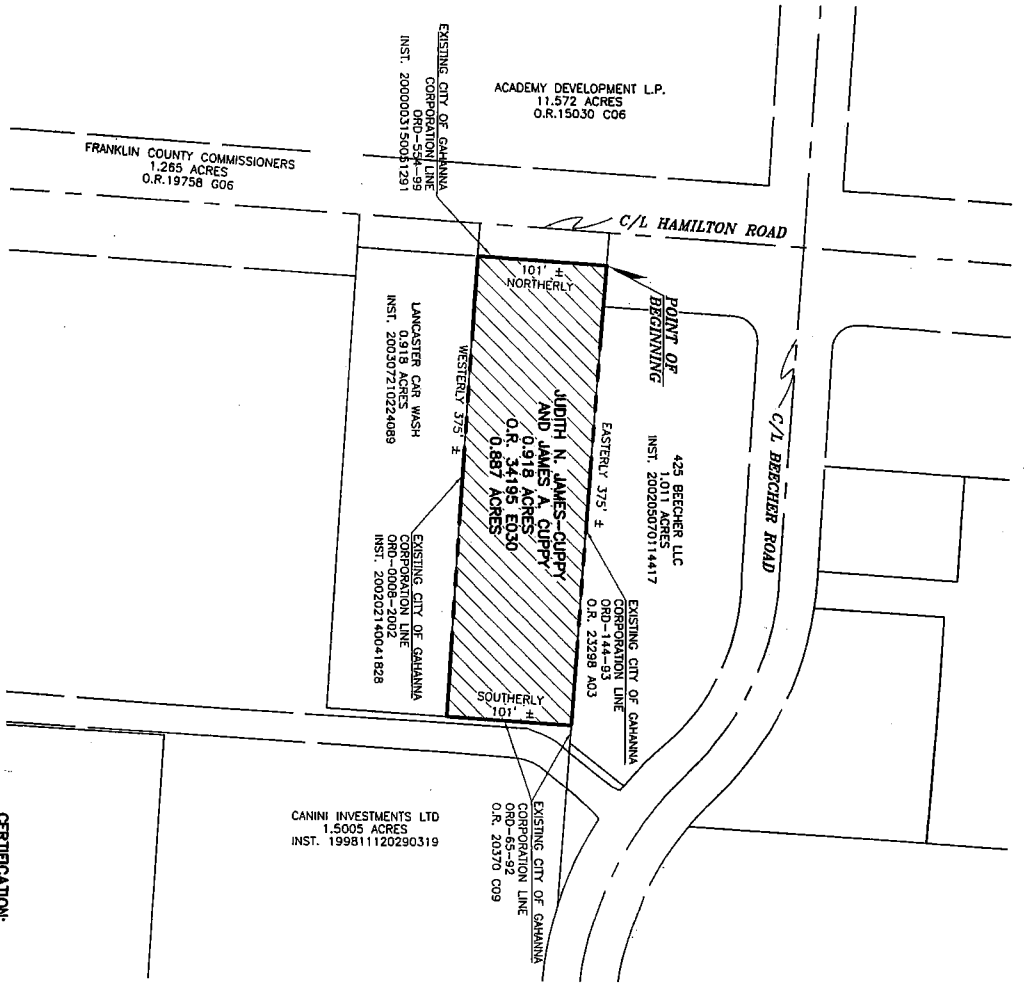 ACADEMY DEVELOPMENT L.P.
11.572 ACRES
O.R.15030 C06
EXISTING CITY OF GAHANNA
CORPORATION LINE
ORD-554-99
INST. 200003150051291
FRANKLIN COUNTY COMMISSIONERS
1.265 ACRES
O.R.19758 G06
C/L HAMILTON ROAD
101' ±
NORTHERLY
POINT OF
BEGINNING
C/L BEECHER ROAD
425 BEECHER LLC
1.011 ACRES
INST. 200205070114417
LANCASTER CAR WASH
0.918 ACRES
INST. 200307210224089
WESTERLY 375' ±
JUDITH N. JAMES-CUPPY
AND JAMES A. CUPPY
0.918 ACRES
O.R. 34195 E030
0.887 ACRES
EASTERLY 375' ±
EXISTING CITY OF GAHANNA
CORPORATION LINE
ORD-144-93
O.R. 23298 A03
EXISTING CITY OF GAHANNA
CORPORATION LINE
ORD-0008-2002
INST. 200202140041828
SOUTHERLY
101' ±
CANINI INVESTMENTS LTD
1.5005 ACRES
INST. 199811120290319
EXISTING CITY OF GAHANNA
CORPORATION LINE
ORD-65-92
O.R. 20370 C09
CERTIFICATION: